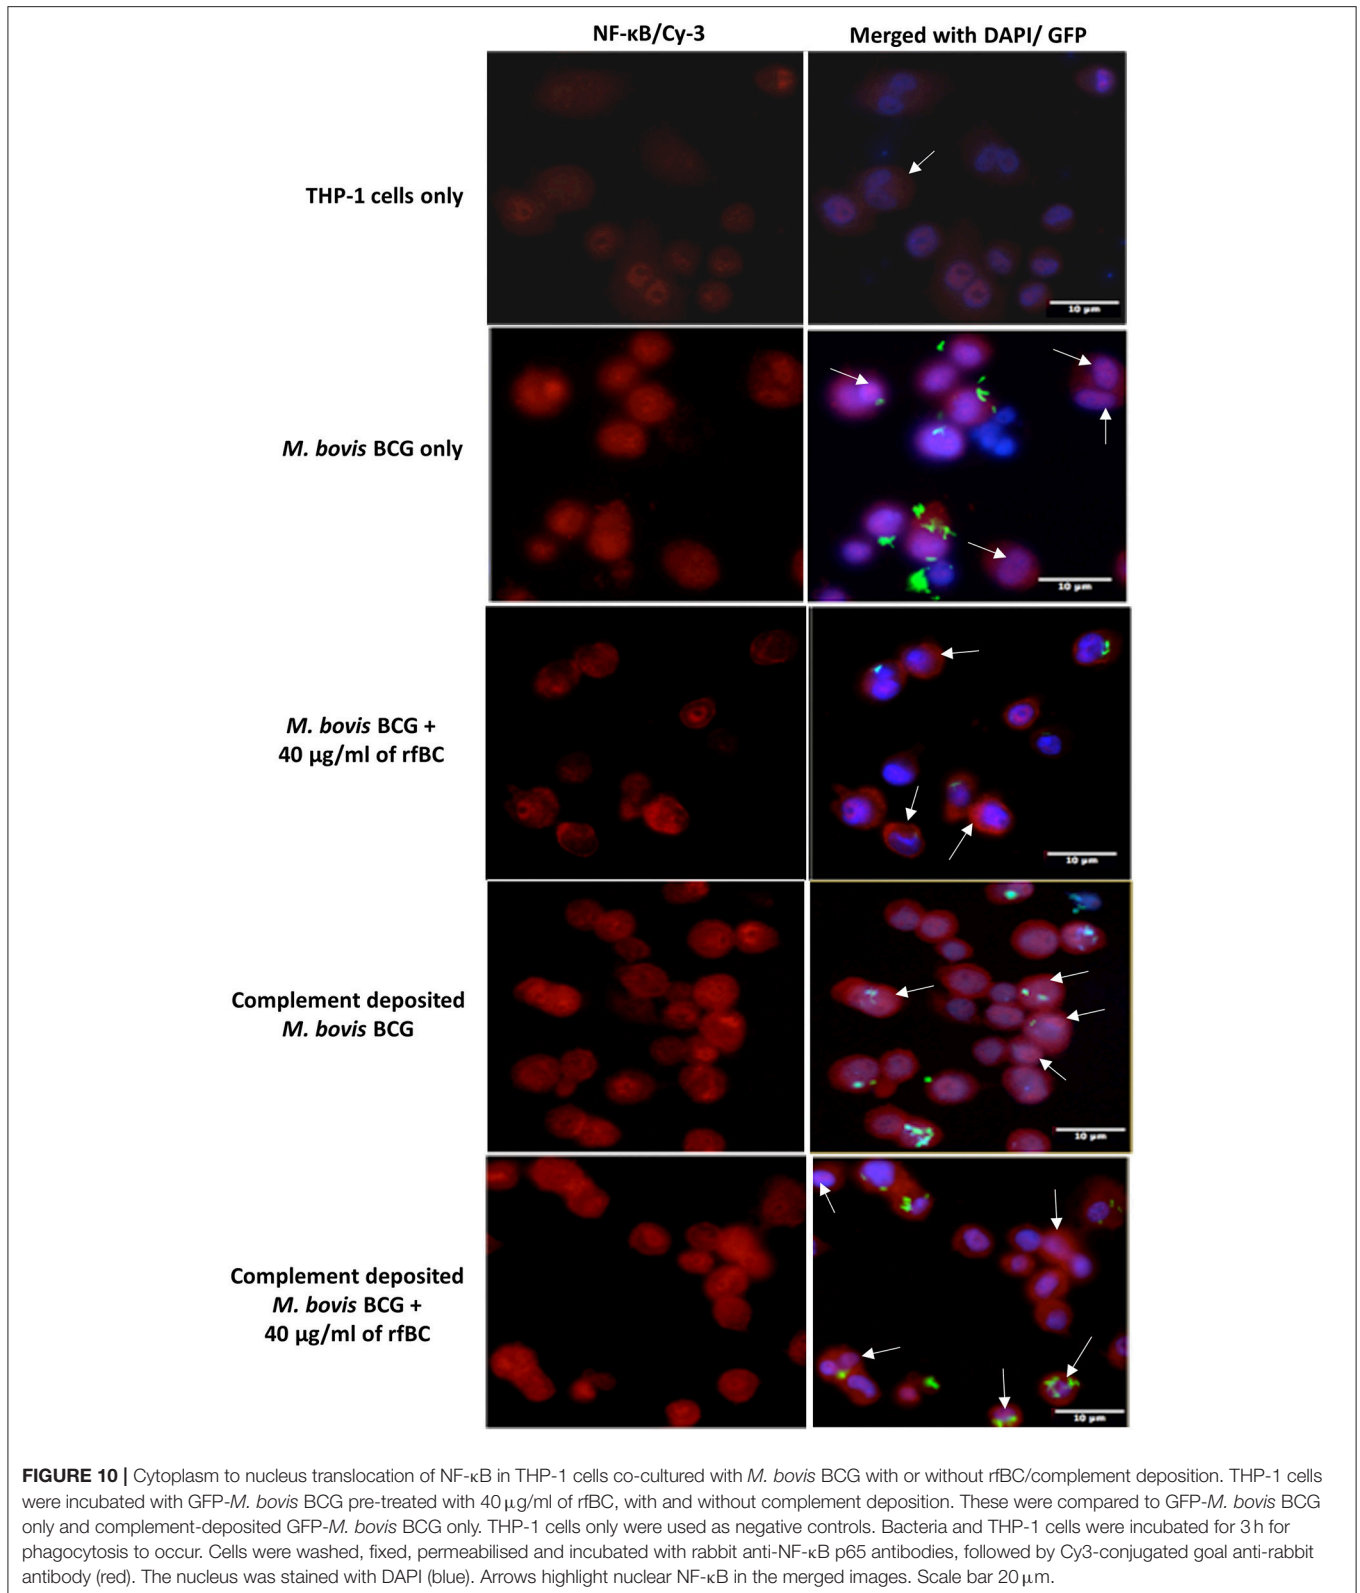 NF-κB/Cy-3 Merged with DAPI/ GFP
THP-1 cells only
10 µm
M. bovis BCG only
10 µm
M. bovis BCG +
40 µg/ml of rfBC
10 µm
Complement deposited
M. bovis BCG
10 µm
Complement deposited
M. bovis BCG +
40 µg/ml of rfBC
10 µm
FIGURE 10 | Cytoplasm to nucleus translocation of NF-κB in THP-1 cells co-cultured with M. bovis BCG with or without rfBC/complement deposition. THP-1 cells
were incubated with GFP-M. bovis BCG pre-treated with 40 µg/ml of rfBC, with and without complement deposition. These were compared to GFP-M. bovis BCG
only and complement-deposited GFP-M. bovis BCG only. THP-1 cells only were used as negative controls. Bacteria and THP-1 cells were incubated for 3 h for
phagocytosis to occur. Cells were washed, fixed, permeabilised and incubated with rabbit anti-NF-κB p65 antibodies, followed by Cy3-conjugated goal anti-rabbit
antibody (red). The nucleus was stained with DAPI (blue). Arrows highlight nuclear NF-κB in the merged images. Scale bar 20 µm.